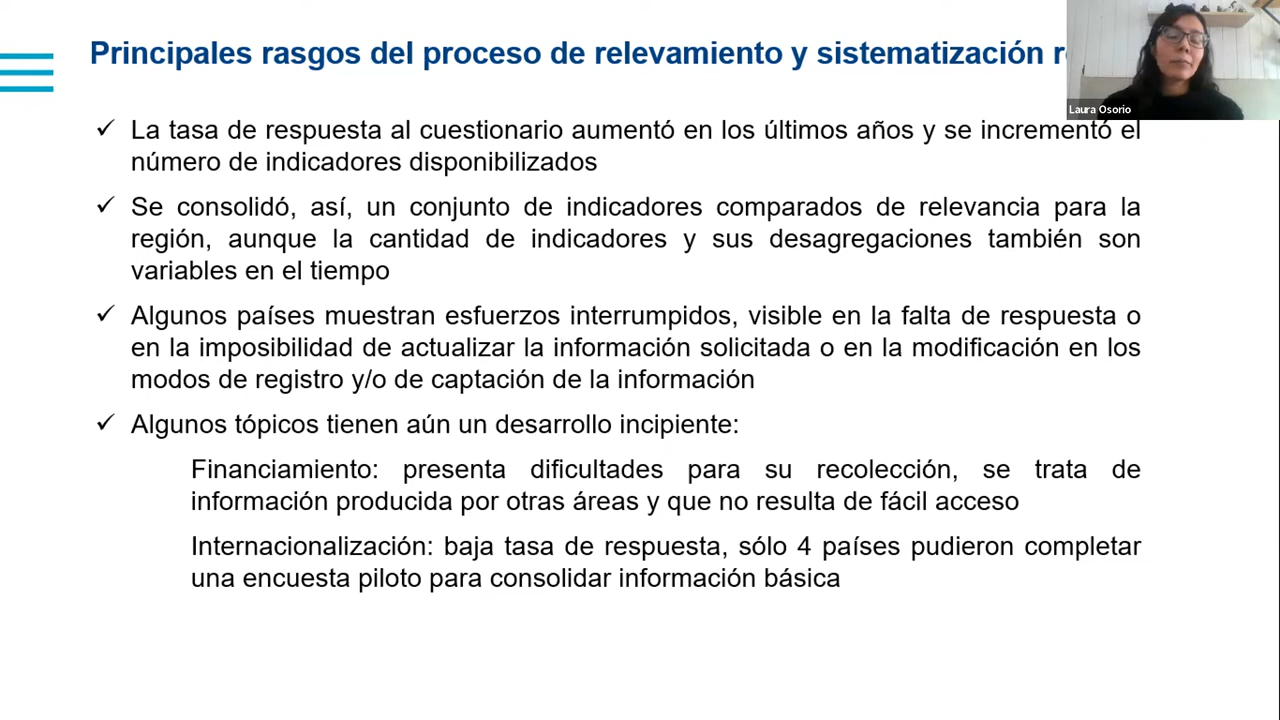 Principales rasgos del proceso de relevamiento y sistematización
Laura Osorio
✓ La tasa de respuesta al cuestionario aumentó en los últimos años y se incrementó el
número de indicadores disponibilizados
✓ Se consolidó, así, un conjunto de indicadores comparados de relevancia para la
región, aunque la cantidad de indicadores y sus desagregaciones también son
variables en el tiempo
✓ Algunos países muestran esfuerzos interrumpidos, visible en la falta de respuesta o
en la imposibilidad de actualizar la información solicitada o en la modificación en los
modos de registro y/o de captación de la información
✓ Algunos tópicos tienen aún un desarrollo incipiente:
Financiamiento: presenta dificultades para su recolección, se trata de
información producida por otras áreas y que no resulta de fácil acceso
Internacionalización: baja tasa de respuesta, sólo 4 países pudieron completar
una encuesta piloto para consolidar información básica